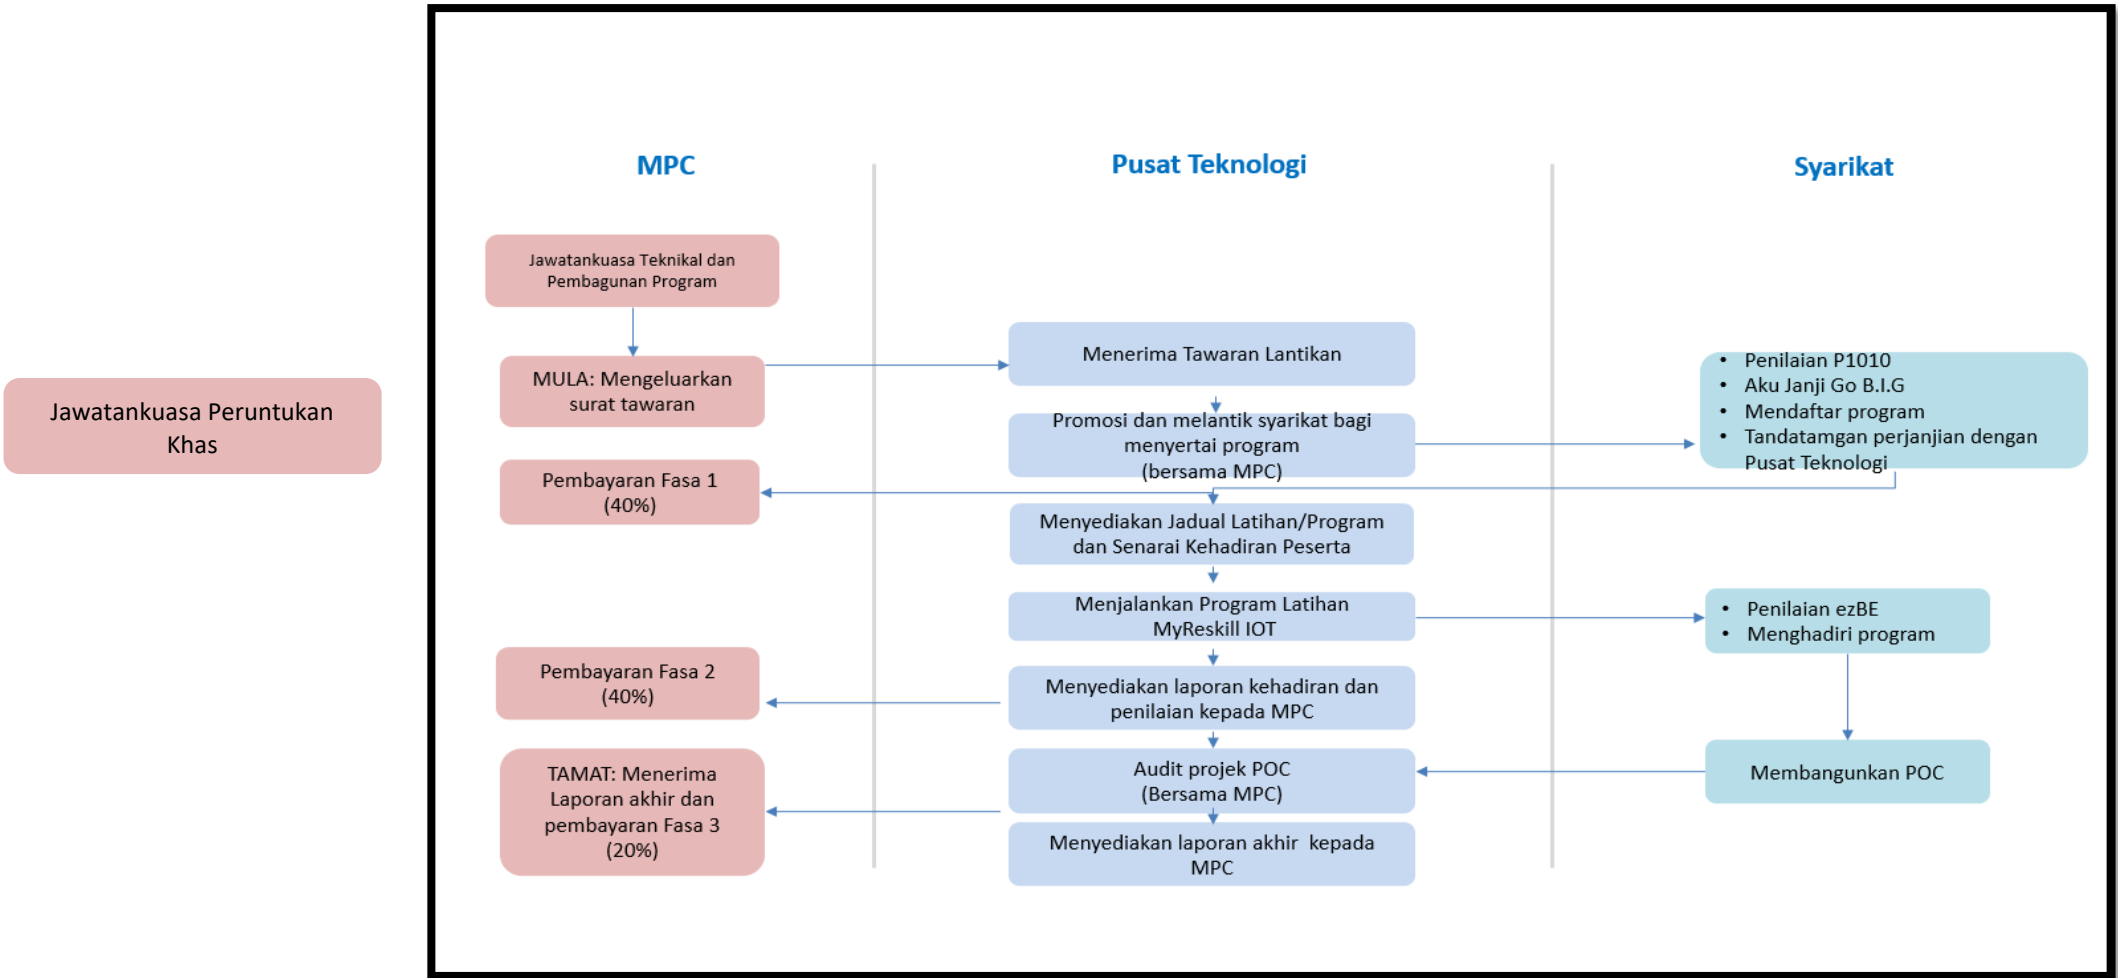 Jawatankuasa Peruntukan
Khas
MPC
Jawatankuasa Teknikal dan
Pembagunan Program
MULA: Mengeluarkan
surat tawaran
Pembayaran Fasa 1
(40%)
Pembayaran Fasa 2
(40%)
TAMAT: Menerima
Laporan akhir dan
pembayaran Fasa 3
(20%)
Pusat Teknologi
Menerima Tawaran Lantikan
Promosi dan melantik syarikat bagi
menyertai program
(bersama MPC)
Menyediakan Jadual Latihan/Program
dan Senarai Kehadiran Peserta
Menjalankan Program Latihan
MyReskill IOT
Menyediakan laporan kehadiran dan
penilaian kepada MPC
Audit projek POC
(Bersama MPC)
Menyediakan laporan akhir kepada
MPC
Syarikat
• Penilaian P1010
• Aku Janji Go B.I.G
• Mendaftar program
• Tandatamgan perjanjian dengan
Pusat Teknologi
• Penilaian ezBE
• Menghadiri program
Membangunkan POC